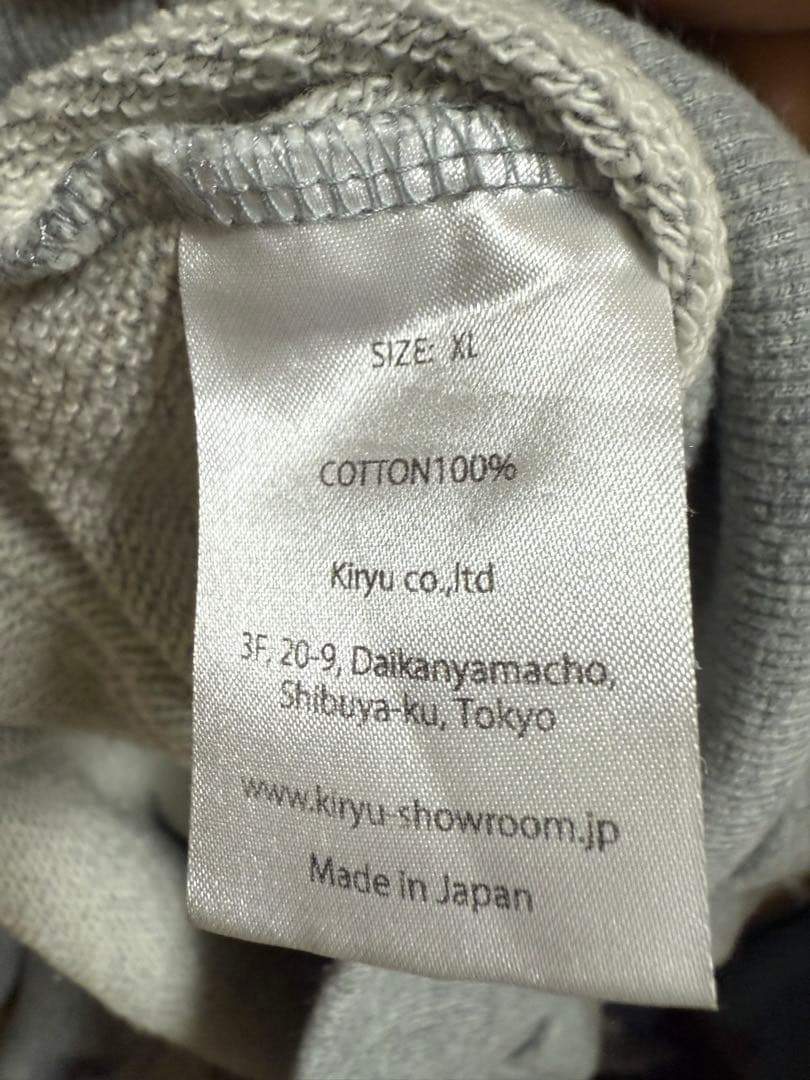 SIZE: XL
COTTON100%
Kiryu co.,ltd
3F, 20-9, Daikanyamacho,
Shibuya-ku, Tokyo
www.kiryu-showroom.jp
Made in Japan